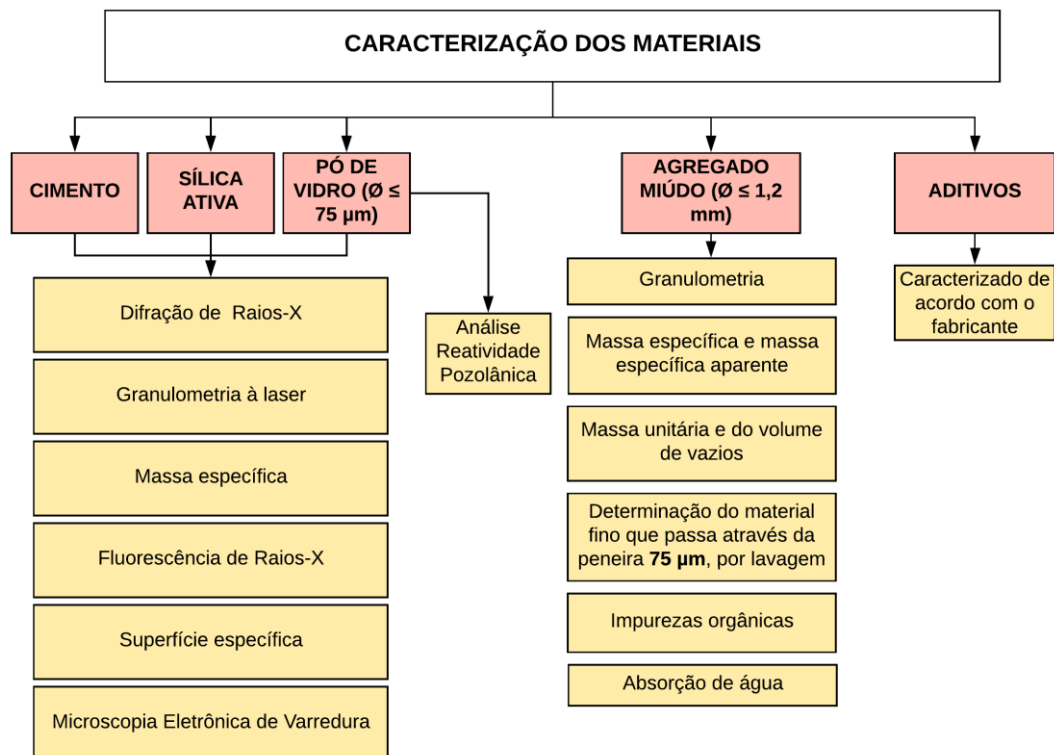 CARACTERIZAÇÃO DOS MATERIAIS
CIMENTO
SÍLICA
ATIVA
PÓ DE
VIDRO (Ø ≤
75 µm)
AGREGADO
MIÚDO (Ø ≤ 1,2
mm)
ADITIVOS
Difração de Raios-X
Granulometria à laser
Massa específica
Fluorescência de Raios-X
Superfície específica
Microscopia Eletrônica de Varredura
Análise
Reatividade
Pozolânica
Granulometria
Massa específica e massa
específica aparente
Massa unitária e do volume
de vazios
Determinação do material
fino que passa através da
peneira 75 µm, por lavagem
Impurezas orgânicas
Absorção de água
Caracterizado de
acordo com o
fabricante